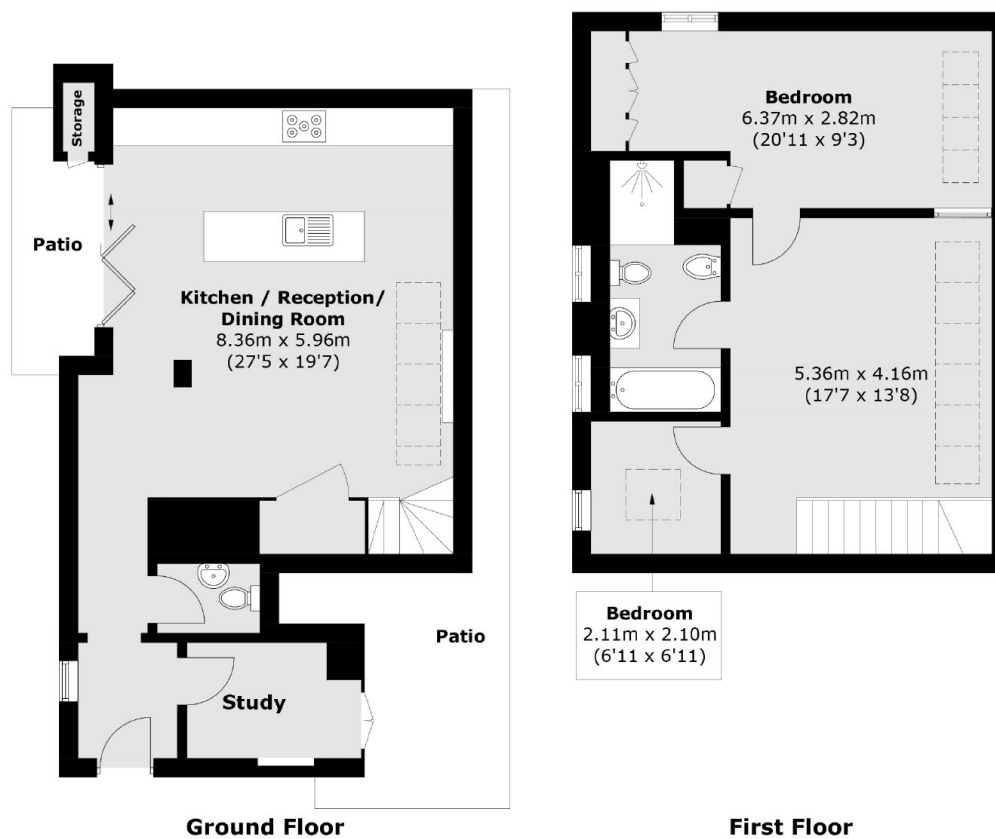 Storage
Patio
Kitchen / Reception/
Dining Room
8.36m x 5.96m
(27'5 x 19'7)
Patio
Study
Ground Floor
Bedroom
6.37m x 2.82m
(20'11 x 9'3)
5.36m x 4.16m
(17'7 x 13'8)
Bedroom
2.11m x 2.10m
(6'11 x 6'11)
First Floor